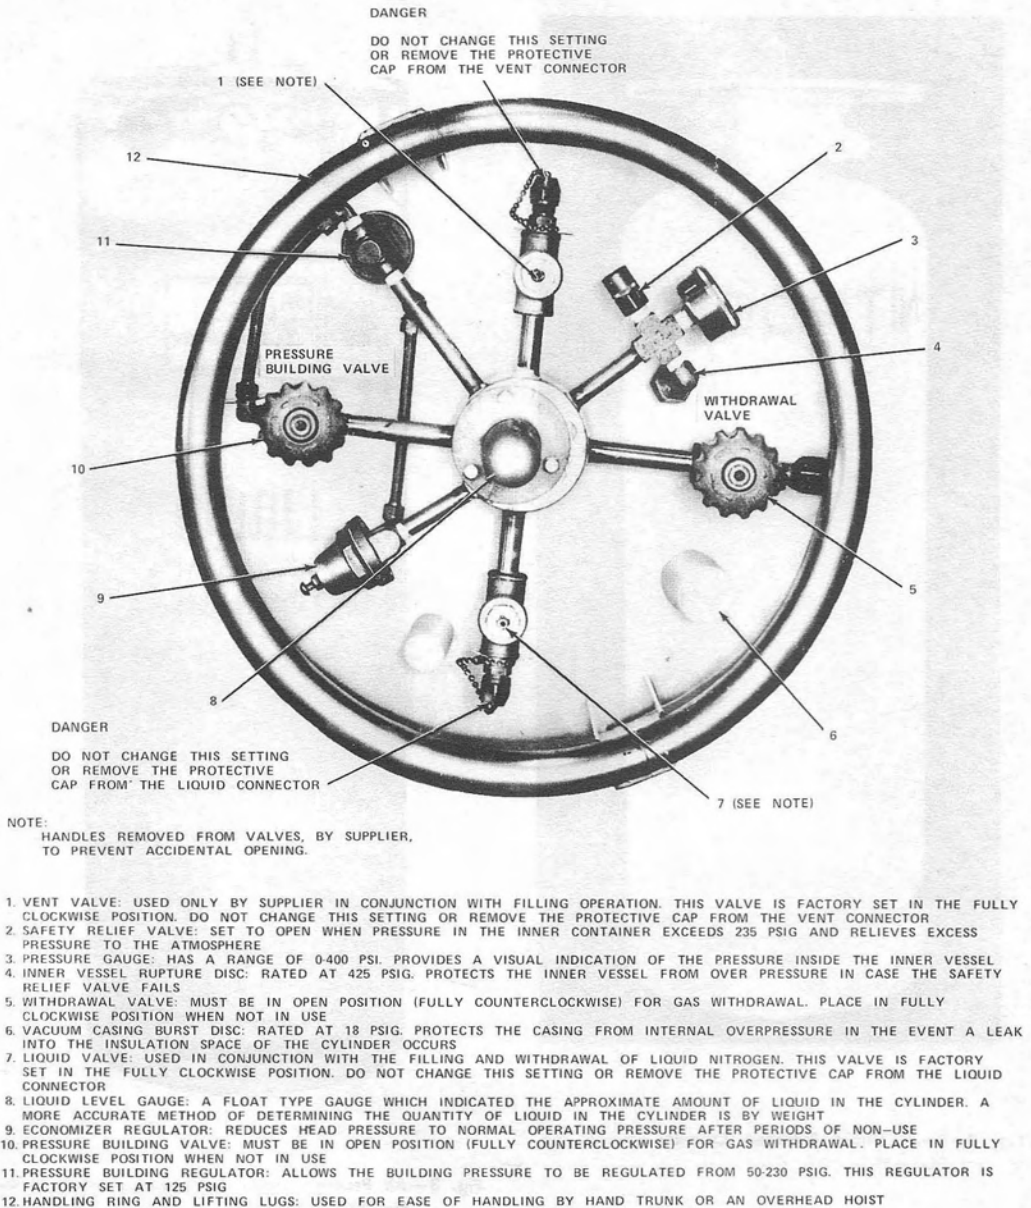 DANGER
DO NOT CHANGE THIS SETTING
OR REMOVE THE PROTECTIVE
CAP FROM THE VENT CONNECTOR
1 (SEE NOTE)
12
2
11
3
PRESSURE
BUILDING VALVE
4
WITHDRAWAL
VALVE
10
9
5
8
6
DANGER
DO NOT CHANGE THIS SETTING
OR REMOVE THE PROTECTIVE
CAP FROM THE LIQUID CONNECTOR
7 (SEE NOTE)
NOTE:
HANDLES REMOVED FROM VALVES, BY SUPPLIER,
TO PREVENT ACCIDENTAL OPENING.
1. VENT VALVE: USED ONLY BY SUPPLIER IN CONJUNCTION WITH FILLING OPERATION. THIS VALVE IS FACTORY SET IN THE FULLY
CLOCKWISE POSITION. DO NOT CHANGE THIS SETTING OR REMOVE THE PROTECTIVE CAP FROM THE VENT CONNECTOR
2. SAFETY RELIEF VALVE: SET TO OPEN WHEN PRESSURE IN THE INNER CONTAINER EXCEEDS 235 PSIG AND RELIEVES EXCESS
PRESSURE TO THE ATMOSPHERE
3. PRESSURE GAUGE: HAS A RANGE OF 0-400 PSI. PROVIDES A VISUAL INDICATION OF THE PRESSURE INSIDE THE INNER VESSEL
4. INNER VESSEL RUPTURE DISC: RATED AT 425 PSIG. PROTECTS THE INNER VESSEL FROM OVER PRESSURE IN CASE THE SAFETY
RELIEF VALVE FAILS
5. WITHDRAWAL VALVE: MUST BE IN OPEN POSITION (FULLY COUNTERCLOCKWISE) FOR GAS WITHDRAWAL. PLACE IN FULLY
CLOCKWISE POSITION WHEN NOT IN USE
6. VACUUM CASING BURST DISC: RATED AT 18 PSIG. PROTECTS THE CASING FROM INTERNAL OVERPRESSURE IN THE EVENT A LEAK
INTO THE INSULATION SPACE OF THE CYLINDER OCCURS
7. LIQUID VALVE: USED IN CONJUNCTION WITH THE FILLING AND WITHDRAWAL OF LIQUID NITROGEN. THIS VALVE IS FACTORY
SET IN THE FULLY CLOCKWISE POSITION. DO NOT CHANGE THIS SETTING OR REMOVE THE PROTECTIVE CAP FROM THE LIQUID
CONNECTOR
8. LIQUID LEVEL GAUGE: A FLOAT TYPE GAUGE WHICH INDICATED THE APPROXIMATE AMOUNT OF LIQUID IN THE CYLINDER. A
MORE ACCURATE METHOD OF DETERMINING THE QUANTITY OF LIQUID IN THE CYLINDER IS BY WEIGHT
9. ECONOMIZER REGULATOR: REDUCES HEAD PRESSURE TO NORMAL OPERATING PRESSURE AFTER PERIODS OF NON-USE
10. PRESSURE BUILDING VALVE: MUST BE IN OPEN POSITION (FULLY COUNTERCLOCKWISE) FOR GAS WITHDRAWAL. PLACE IN FULLY
CLOCKWISE POSITION WHEN NOT IN USE
11. PRESSURE BUILDING REGULATOR: ALLOWS THE BUILDING PRESSURE TO BE REGULATED FROM 50-230 PSIG. THIS REGULATOR IS
FACTORY SET AT 125 PSIG
12. HANDLING RING AND LIFTING LUGS: USED FOR EASE OF HANDLING BY HAND TRUNK OR AN OVERHEAD HOIST